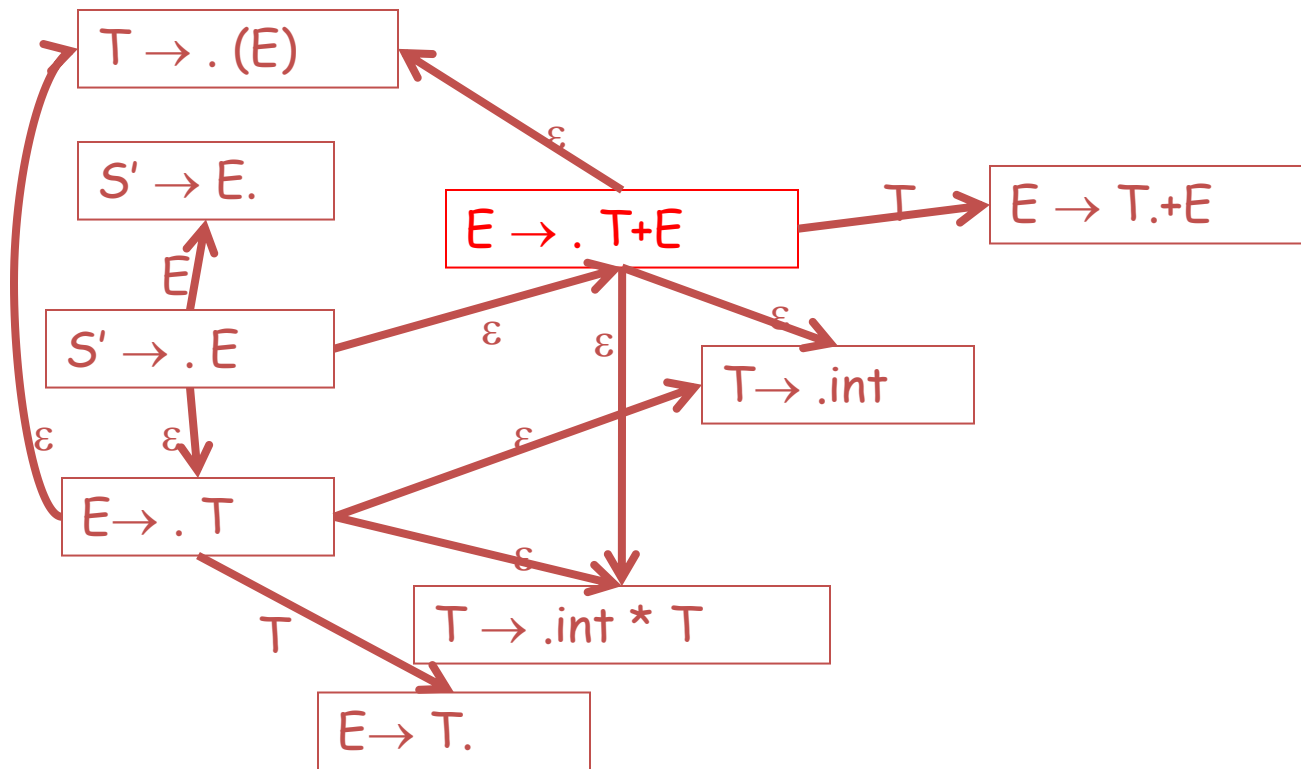 T → . (E)
ε
S' → E.
E → . T+E
T
E → T.+E
E
S' → . E
ε
ε
ε
T→ .int
ε
ε
ε
E→ . T
ε
T → .int * T
T
E→ T.